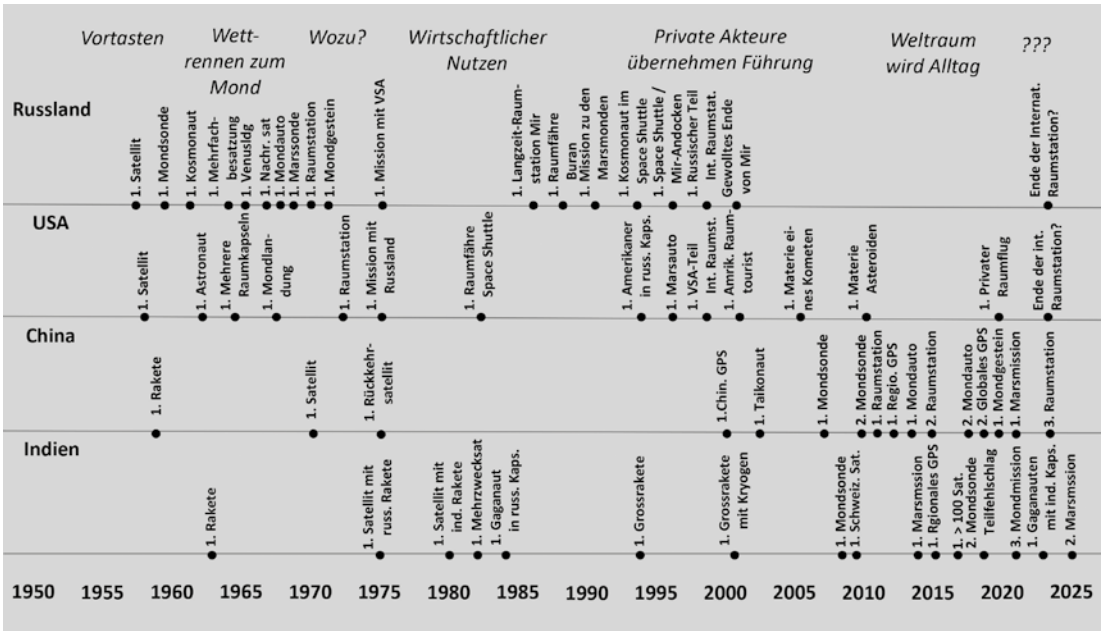 Vortasten
Wett-
rennen zum
Mond
Wozu?
Wirtschaftlicher
Nutzen
Private Akteure
übernehmen Führung
Weltraum
wird Alltag
???
Russland
1. Satellit
1. Mondsonde
1. Kosmonaut
1. Mehrfach-
besatzung
1. Venusldg
1. Nachr. sat
1. Mondauto
1. Marssonde
1. Raumstation
1. Mondgestein
1. Mission mit VSA
1. Langzeit-Raum-
station Mir
1. Raumfähre
Buran
1. Mission zu den
Marsmonden
1. Kosmonaut im
Space Shuttle
1. Space Shuttle /
Mir-Andocken
1. Russischer Teil
Int. Raumstat.
Gewolltes Ende
von Mir
Ende der Internat.
Raumstation?
USA
1. Satellit
1. Astronaut
1. Mehrere
Raumkapseln
1. Mondlan-
dung
1. Raumstation
1. Mission mit
Russland
1. Raumfähre
Space Shuttle
1. Amerikaner
in russ. Kaps.
1. Marsauto
1. VSA-Teil
Int. Raumst.
1. Amrik. Raum-
tourist
1. Materie ei-
nes Kometen
1. Materie
Asteroiden
1. Privater
Raumflug
Ende der int.
Raumstation?
China
1. Rakete
1. Satellit
1. Rückkehr-
satellit
1.Chin. GPS
1. Taikonaut
1. Mondsonde
2. Mondsonde
1. Raumstation
1. Regio. GPS
1. Mondauto
2. Raumstation
2. Mondauto
2. Globales GPS
1. Mondgestein
1. Marsmission
3. Raumstation
Indien
1. Rakete
1. Satellit mit
russ. Rakete
1. Satellit mit
ind. Rakete
1. Mehrzwecksat
1. Gaganaut
in russ. Kaps.
1. Grossrakete
1. Grossrakete
mit Kryogen
1. Mondsonde
1. Schweiz. Sat.
1. Marsmssion
1. Rgionales GPS
1. > 100 Sat.
2. Mondsonde
Teilfehlschlag
3. Mondmission
1. Gaganauten
mit ind. Kaps.
2. Marsmssion
1950 1955 1960 1965 1970 1975 1980 1985 1990 1995 2000 2005 2010 2015 2020 2025